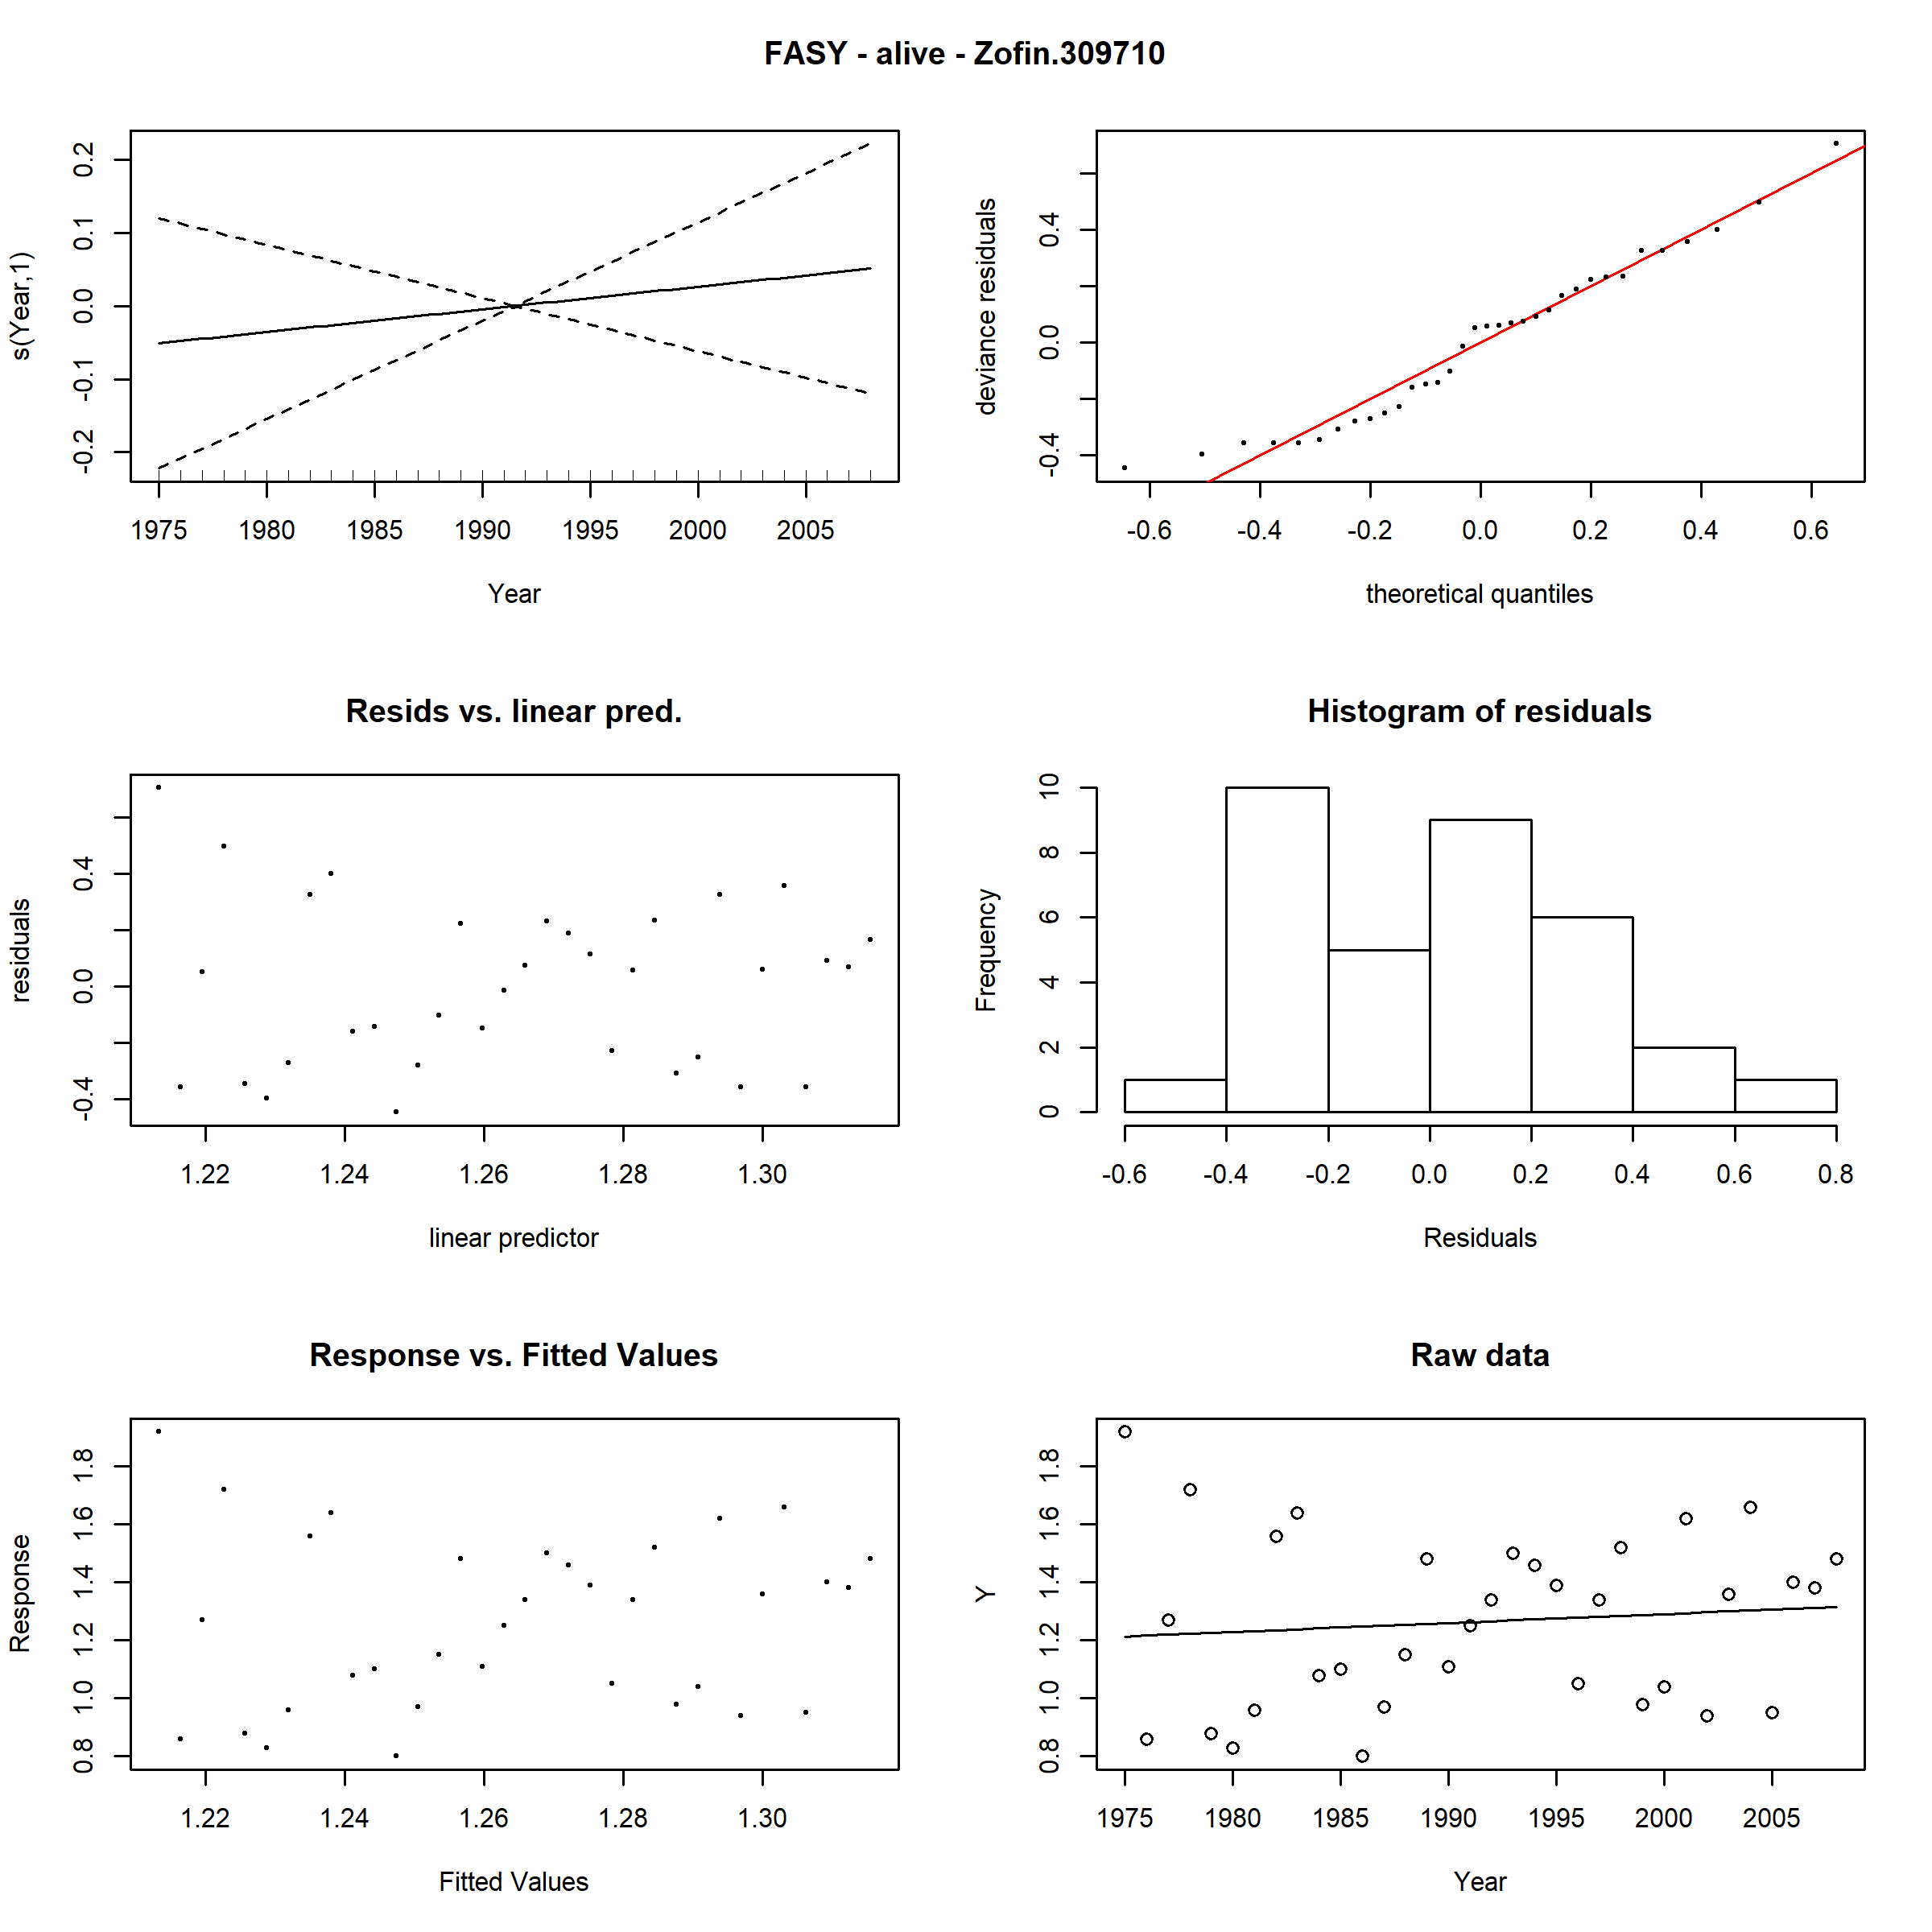 FASY - alive - Zofin.309710
s(Year,1)
0.2
0.1
0.0
-0.1
-0.2
1975 1980 1985 1990 1995 2000 2005
Year
deviance residuals
0.4
0.0
-0.4
-0.6 -0.4 -0.2 0.0 0.2 0.4 0.6
theoretical quantiles
Resids vs. linear pred.
residuals
0.4
0.0
-0.4
1.22 1.24 1.26 1.28 1.30
linear predictor
Histogram of residuals
Frequency
10
8
6
4
2
0
-0.6 -0.4 -0.2 0.0 0.2 0.4 0.6 0.8
Residuals
Response vs. Fitted Values
Response
1.8
1.6
1.4
1.2
1.0
0.8
1.22 1.24 1.26 1.28 1.30
Fitted Values
Raw data
Y
1.8
1.6
1.4
1.2
1.0
0.8
1975 1980 1985 1990 1995 2000 2005
Year